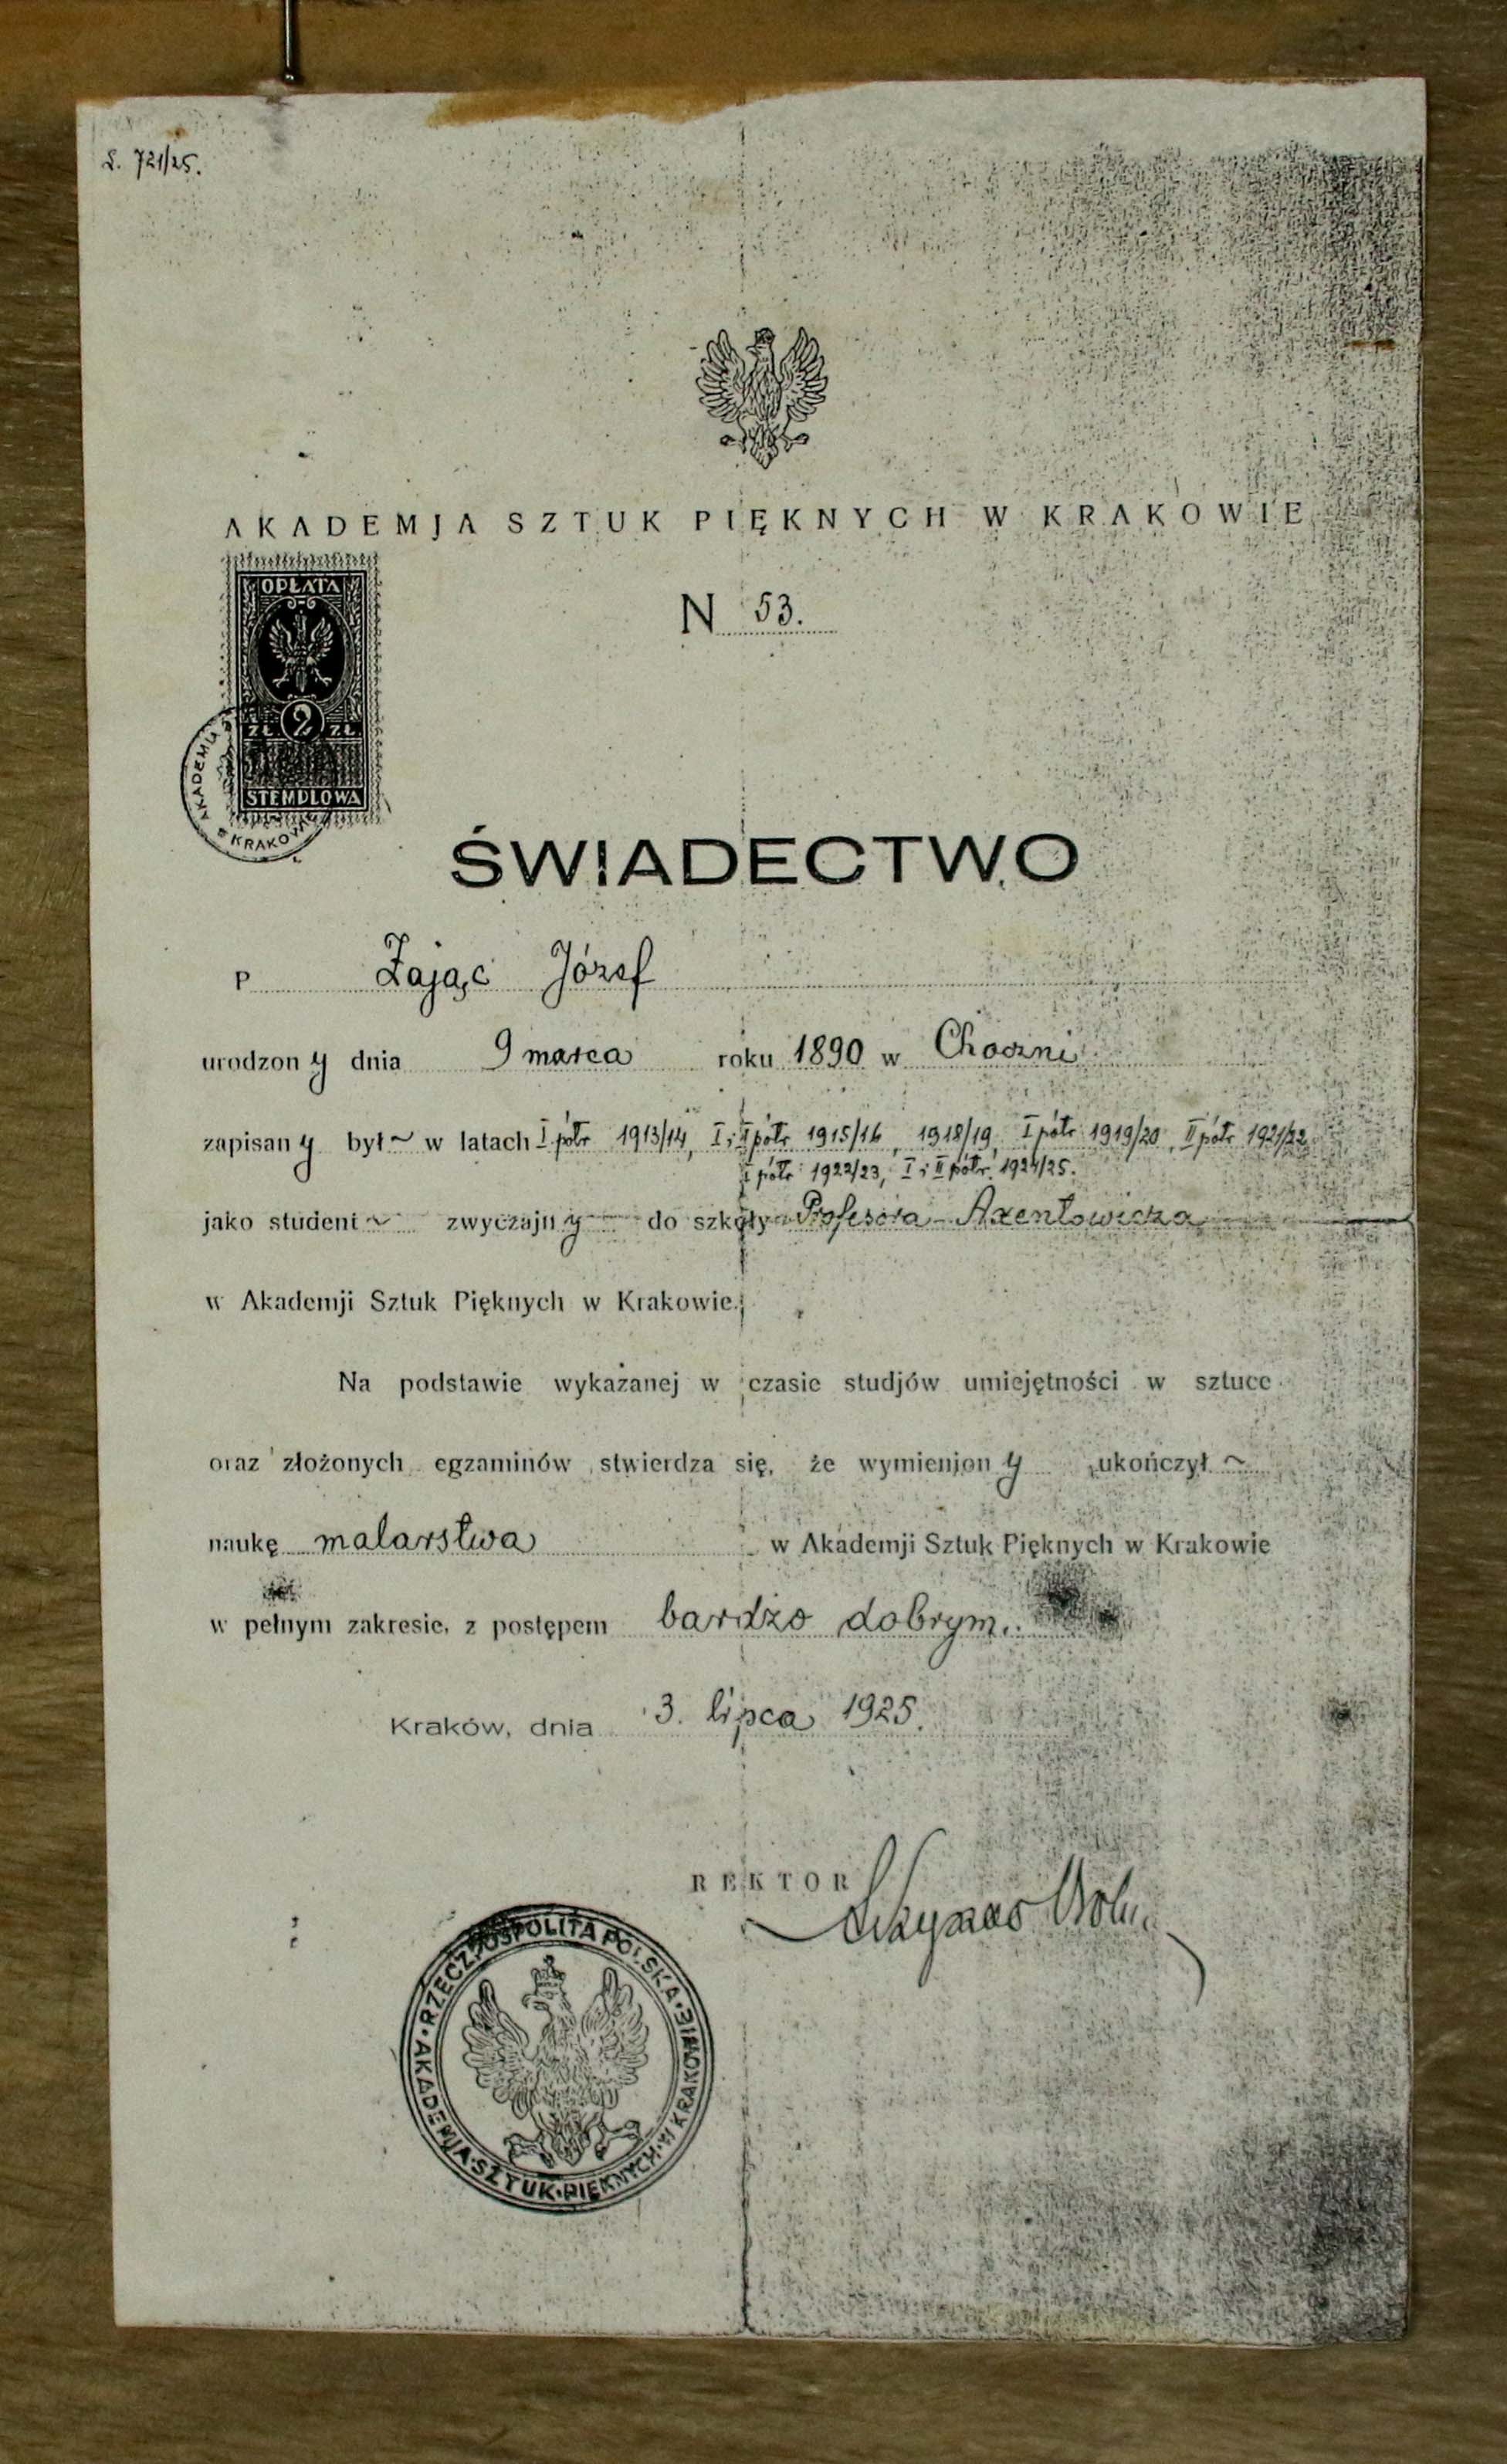 L. 721/25.
AKADEMJA SZTUK PIĘKNYCH W KRAKOWIE
OPŁATA
ZŁ 2 ZŁ
STEMPLOWA
AKADEMIA
KRAKOW
N 53.
ŚWIADECTWO
P Zając Józef
urodzony dnia 9 marca roku 1890 w Choczni
zapisany był ~ w latach I półr 1913/14, I i II półr 1915/16, 1918/19, I półr 1919/20, II półr 1921/22
I półr 1922/23, I i II półr. 1924/25.
jako student ~ zwyczajny do szkoły Profesora Axentowicza
w Akademji Sztuk Pięknych w Krakowie.
Na podstawie wykazanej w czasie studjów umiejętności w sztuce
oraz złożonych egzaminów stwierdza się, że wymieniony ukończył ~
naukę malarstwa w Akademji Sztuk Pięknych w Krakowie
w pełnym zakresie, z postępem bardzo dobrym.
Kraków, dnia 3. lipca 1925.
REKTOR
RZECZPOSPOLITA POLSKA
AKADEMJA SZTUK PIĘKNYCH W KRAKOWIE